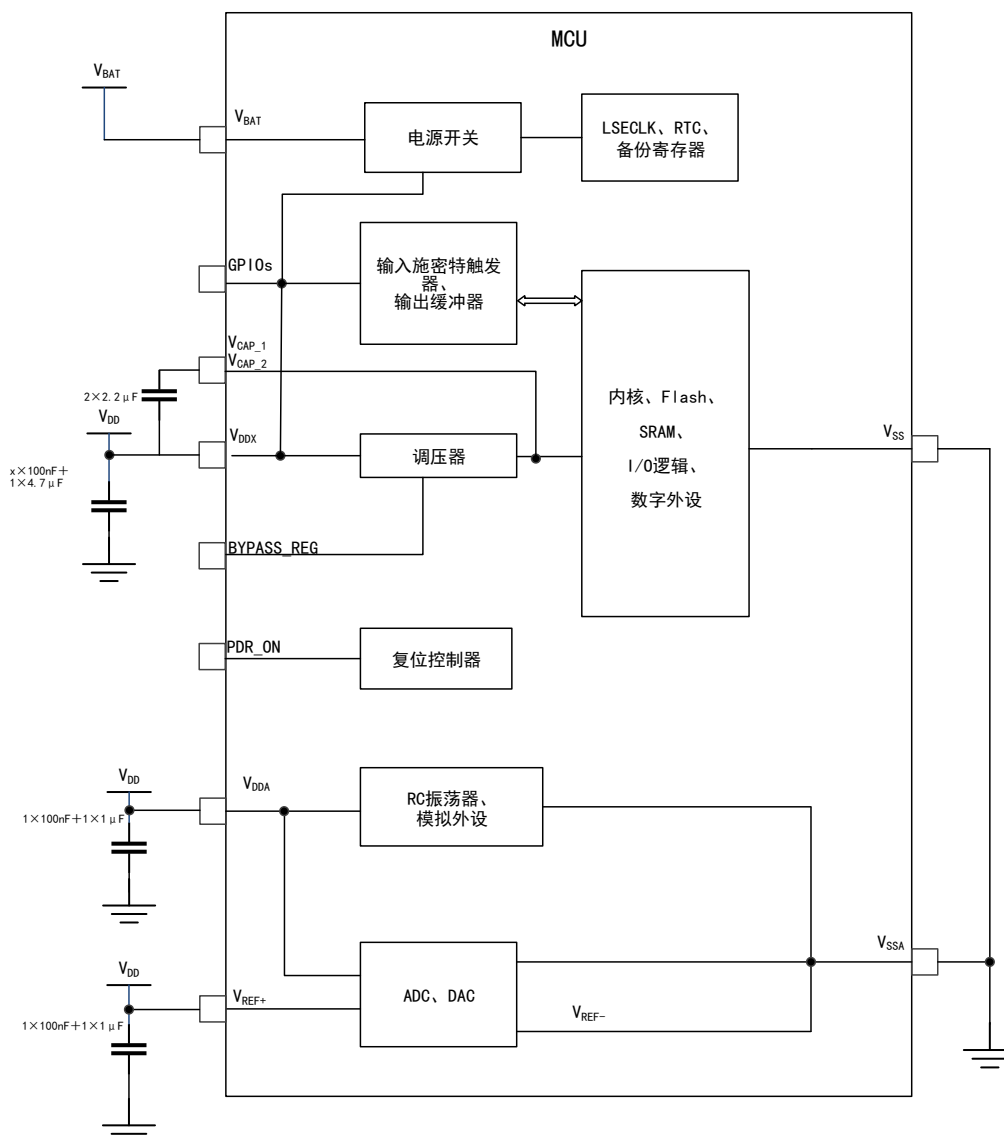 MCU
VBAT
VBAT
电源开关
LSECLK、RTC、
备份寄存器
GPIOs
输入施密特触发
器、
输出缓冲器
VCAP_1
VCAP_2
2×2.2μF
VDD
VDDX
x×100nF+
1×4.7μF
调压器
内核、Flash、
SRAM、
I/O逻辑、
数字外设
VSS
BYPASS_REG
PDR_ON
复位控制器
VDD
VDDA
1×100nF+1×1μF
RC振荡器、
模拟外设
VSSA
VDD
VREF+
ADC、DAC
VREF-
1×100nF+1×1μF